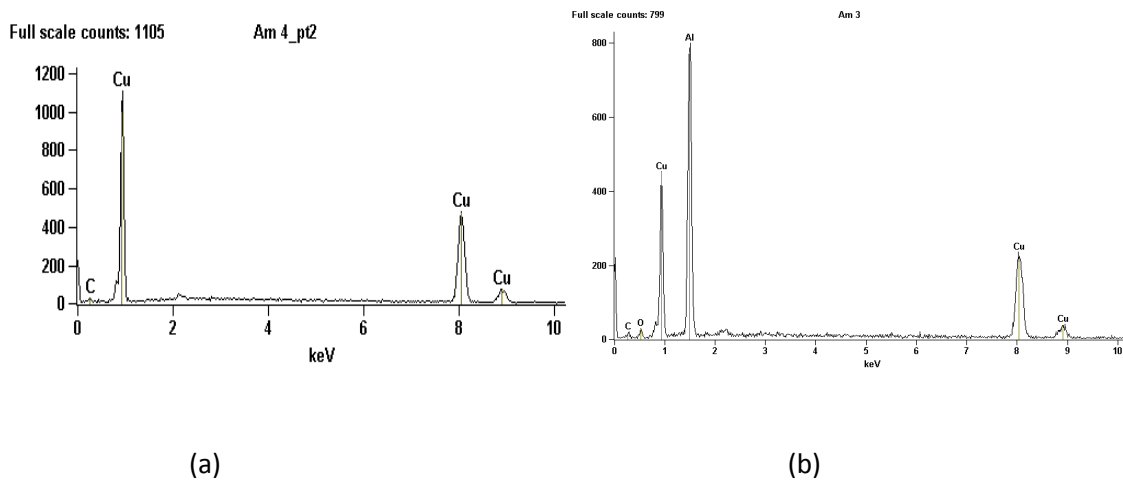 Full scale counts: 1105 Am 4_pt2
1200
1000
800
600
400
200
0
Cu
C
Cu
Cu
0 2 4 6 8 10
keV
(a)
Full scale counts: 799 Am 3
800
600
400
200
0
Al
Cu
C O
Cu
Cu
0 1 2 3 4 5 6 7 8 9 10
keV
(b)